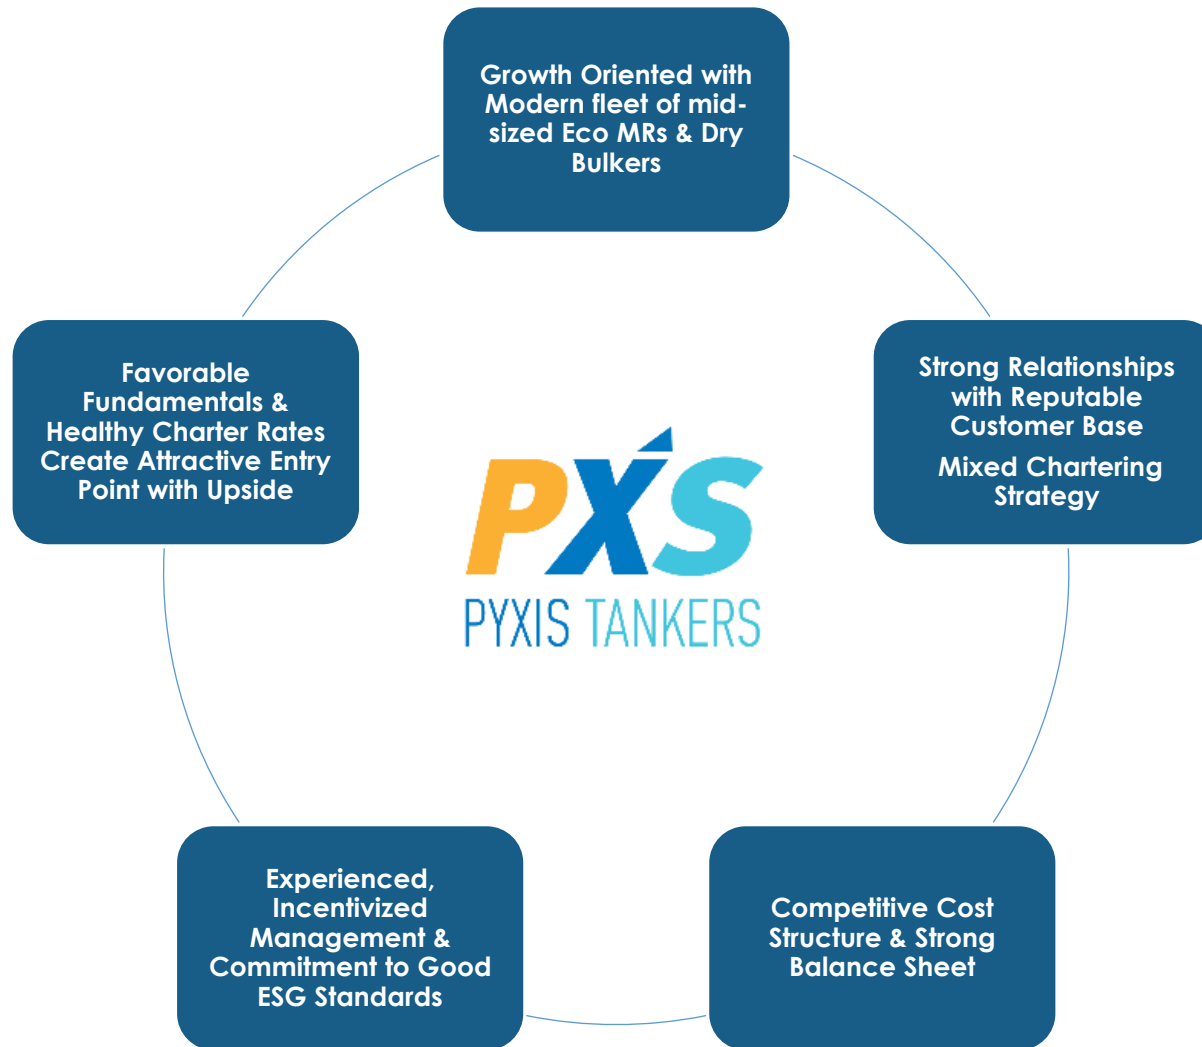 Growth Oriented with
Modern fleet of mid-
sized Eco MRs & Dry
Bulkers
Favorable
Fundamentals &
Healthy Charter Rates
Create Attractive Entry
Point with Upside
Strong Relationships
with Reputable
Customer Base
Mixed Chartering
Strategy
PXS
PYXIS TANKERS
Experienced,
Incentivized
Management &
Commitment to Good
ESG Standards
Competitive Cost
Structure & Strong
Balance Sheet